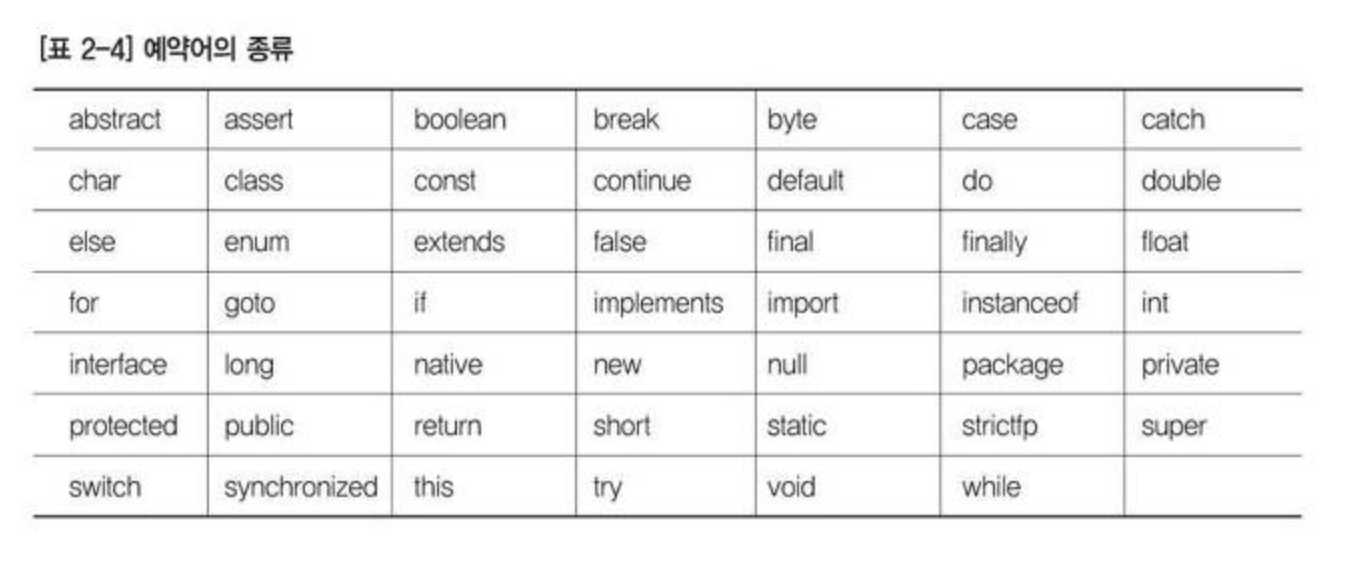 [표 2-4] 예약어의 종류
abstract assert boolean break byte case catch
char class const continue default do double
else enum extends false final finally float
for goto if implements import instanceof int
interface long native new null package private
protected public return short static strictfp super
switch synchronized this try void while